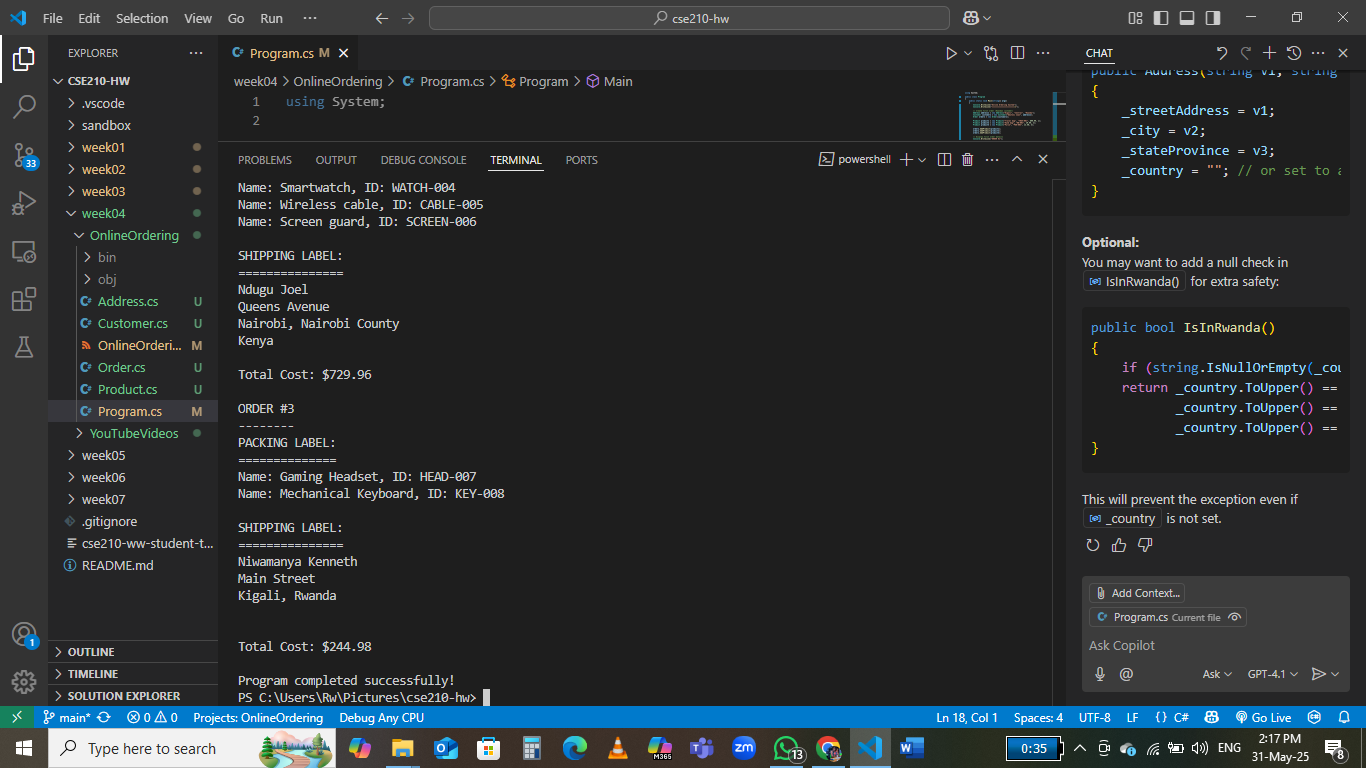 File Edit Selection View Go Run ··· cse210-hw
EXPLORER ···
CSE210-HW
.vscode
sandbox
week01
week02
week03
week04
OnlineOrdering
bin
obj
Address.cs U
Customer.cs U
OnlineOrderi... M
Order.cs U
Product.cs U
Program.cs M
YouTubeVideos
week05
week06
week07
.gitignore
cse210-ww-student-t...
README.md
OUTLINE
TIMELINE
SOLUTION EXPLORER
33
1
Program.cs M
week04 > OnlineOrdering > Program.cs > Program > Main
1 using System;
2
PROBLEMS OUTPUT DEBUG CONSOLE TERMINAL PORTS powershell
Name: Smartwatch, ID: WATCH-004
Name: Wireless cable, ID: CABLE-005
Name: Screen guard, ID: SCREEN-006
SHIPPING LABEL:
===============
Ndugu Joel
Queens Avenue
Nairobi, Nairobi County
Kenya
Total Cost: $729.96
ORDER #3
--------
PACKING LABEL:
==============
Name: Gaming Headset, ID: HEAD-007
Name: Mechanical Keyboard, ID: KEY-008
SHIPPING LABEL:
===============
Niwamanya Kenneth
Main Street
Kigali, Rwanda
Total Cost: $244.98
Program completed successfully!
PS C:\Users\Rw\Pictures\cse210-hw>
CHAT
public Address(string v1, string
{
_streetAddress = v1;
_city = v2;
_stateProvince = v3;
_country = ""; // or set to a
}
Optional:
You may want to add a null check in
IsInRwanda() for extra safety:
public bool IsInRwanda()
{
if (string.IsNullOrEmpty(_cou
return _country.ToUpper() ==
_country.ToUpper() ==
_country.ToUpper() ==
}
This will prevent the exception even if
_country is not set.
Add Context...
Program.cs Current file
Ask Copilot
@ Ask GPT-4.1
main* 0 0 Projects: OnlineOrdering Debug Any CPU Ln 18, Col 1 Spaces: 4 UTF-8 LF {} C# Go Live
Type here to search M365 zm 13 W 0:35 ENG 2:17 PM
31-May-25 8